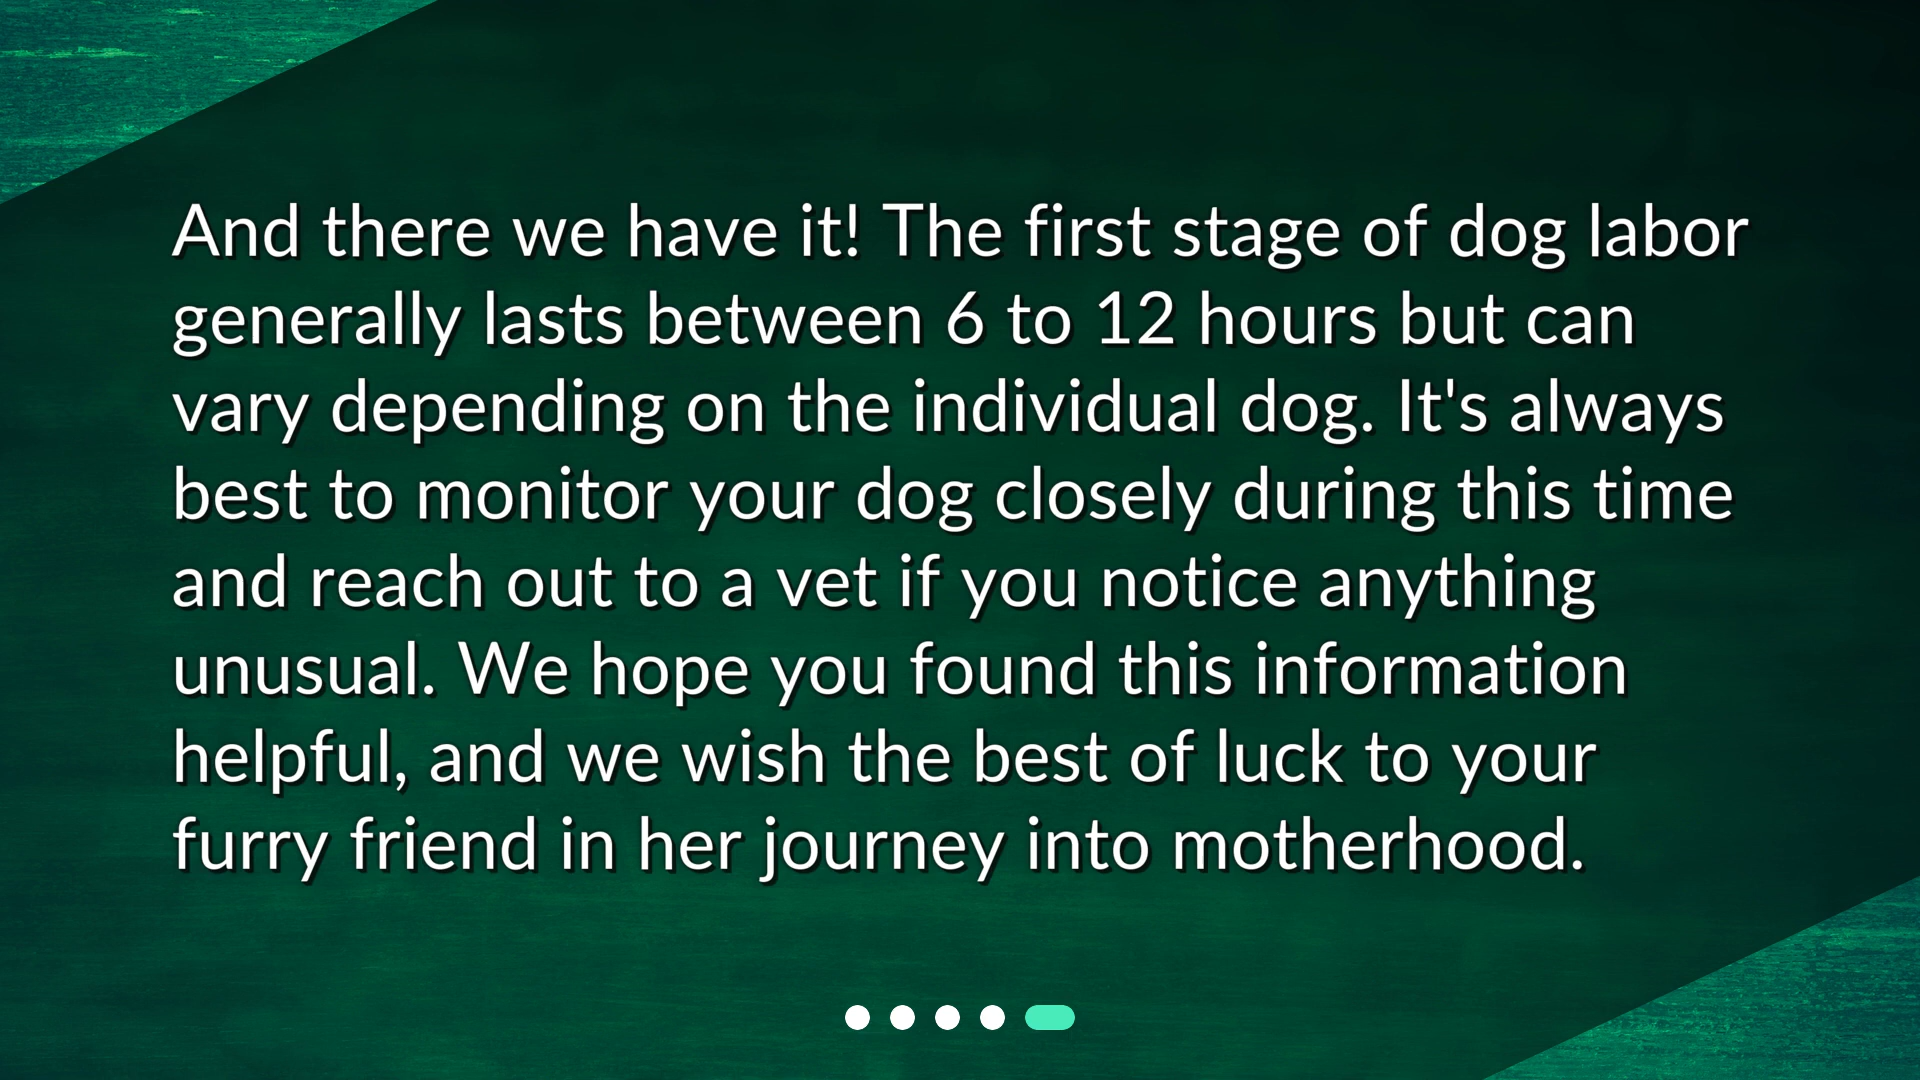 And there we have it! The first stage of dog labor
generally lasts between 6 to 12 hours but can
vary depending on the individual dog. It's always
best to monitor your dog closely during this time
and reach out to a vet if you notice anything
unusual. We hope you found this information
helpful, and we wish the best of luck to your
furry friend in her journey into motherhood.